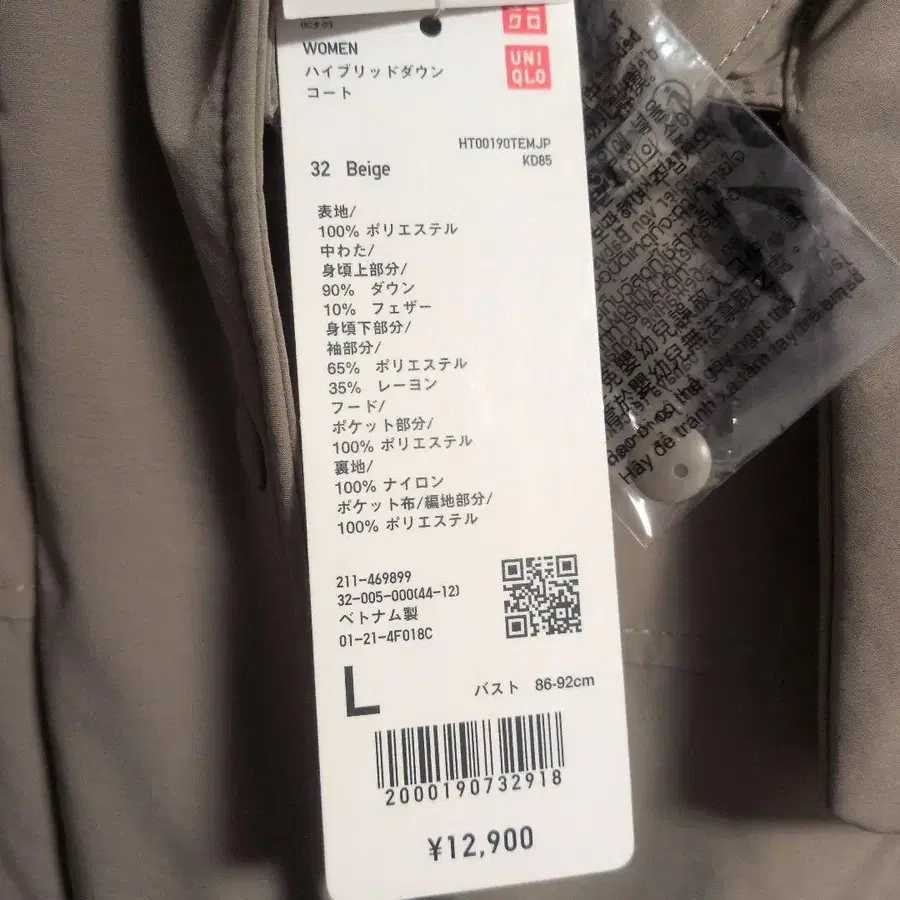 WOMEN
ハイブリッドダウン
コート
UNI
QLO
HT00190TEMJP
KD85
32 Beige
表地/
100% ポリエステル
中わた/
身頃上部分/
90% ダウン
10% フェザー
身頃下部分/
袖部分/
65% ポリエステル
35% レーヨン
フード/
ポケット部分/
100% ポリエステル
裏地/
100% ナイロン
ポケット布/編地部分/
100% ポリエステル
211-469899
32-005-000(44-12)
ベトナム製
01-21-4F018C
L
バスト 86-92cm
2000190732918
¥12,900
Hãy để tránh xa tầm tay trẻ em